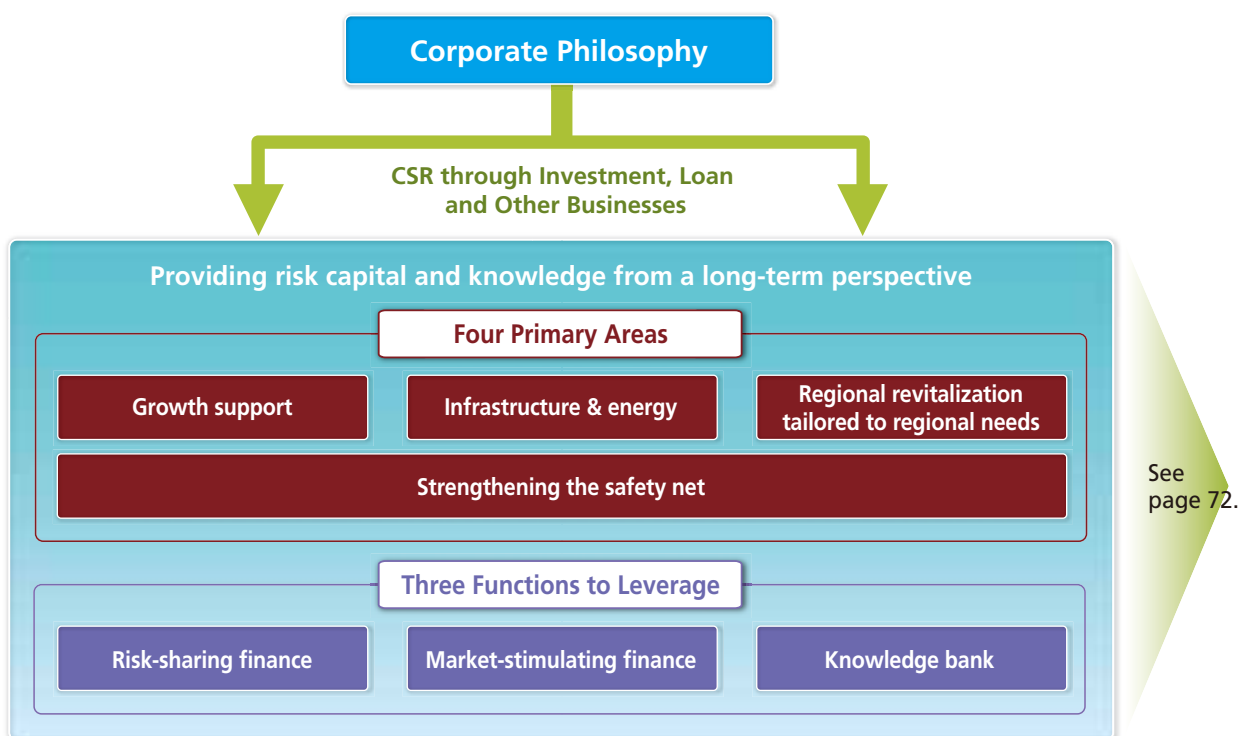 Corporate Philosophy
CSR through Investment, Loan
and Other Businesses
Providing risk capital and knowledge from a long-term perspective
Four Primary Areas
Growth support
Infrastructure & energy
Regional revitalization
tailored to regional needs
Strengthening the safety net
See
page 72.
Three Functions to Leverage
Risk-sharing finance
Market-stimulating finance
Knowledge bank